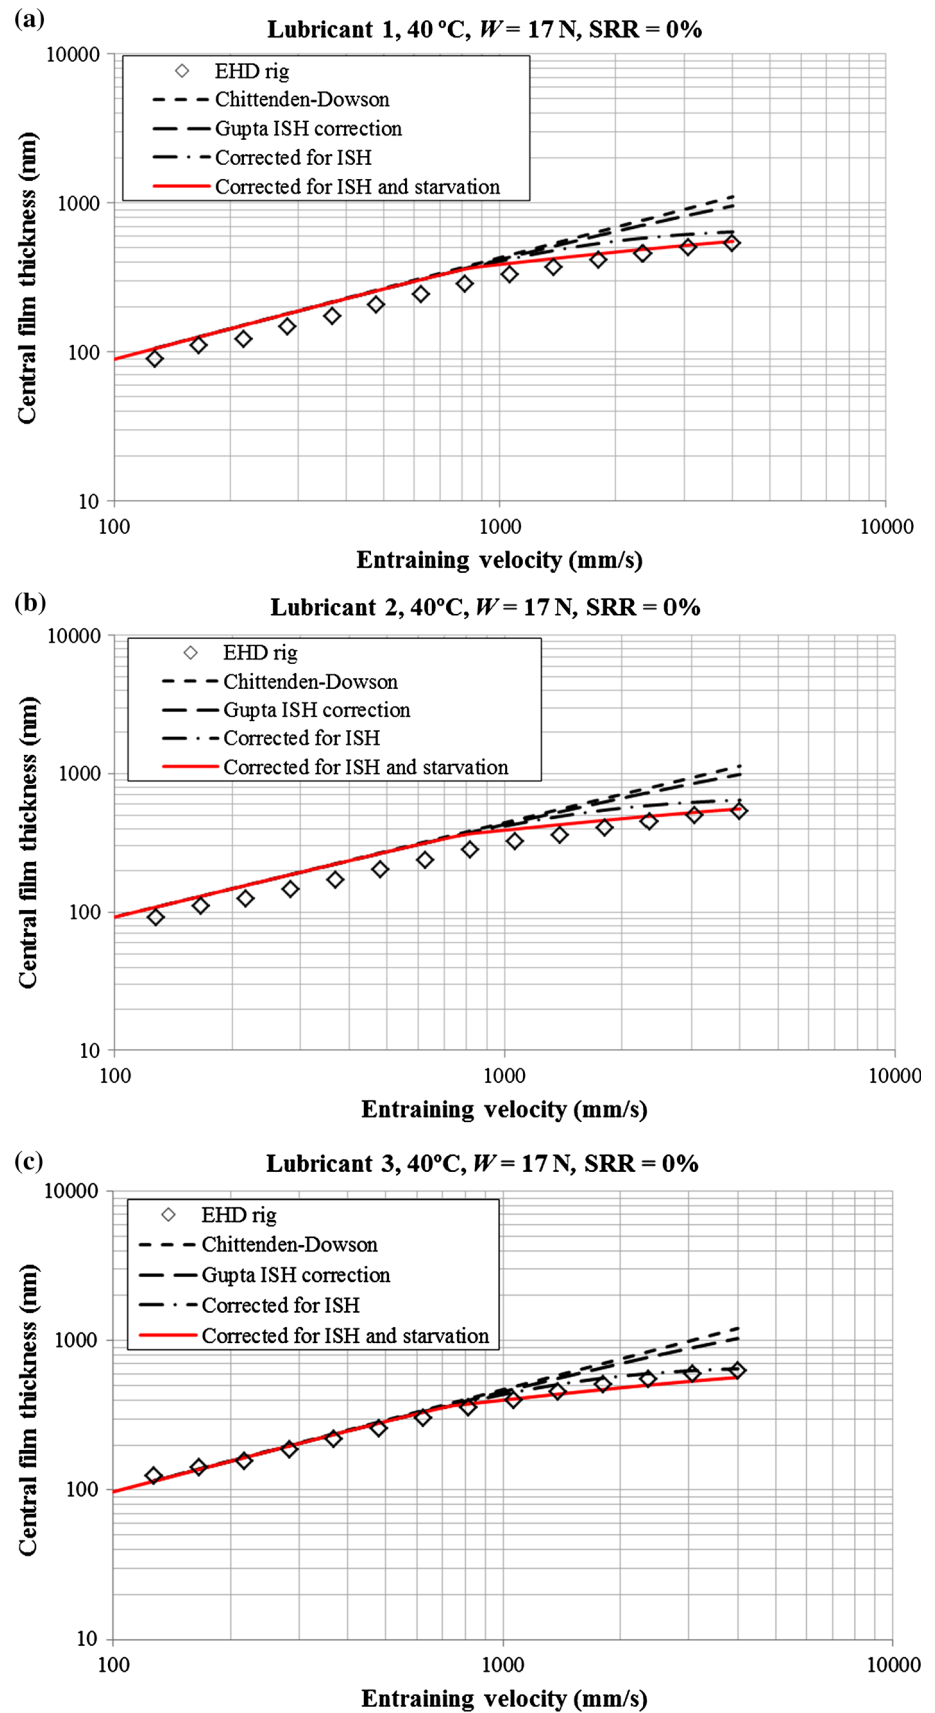 (a)
Lubricant 1, 40 ºC, W = 17 N, SRR = 0%
10000
EHD rig
Chittenden-Dowson
Gupta ISH correction
Corrected for ISH
Corrected for ISH and starvation
1000
100
10
Central film thickness (nm)
100
1000
10000
Entraining velocity (mm/s)
(b)
Lubricant 2, 40ºC, W = 17 N, SRR = 0%
10000
EHD rig
Chittenden-Dowson
Gupta ISH correction
Corrected for ISH
Corrected for ISH and starvation
1000
100
10
Central film thickness (nm)
100
1000
10000
Entraining velocity (mm/s)
(c)
Lubricant 3, 40ºC, W = 17 N, SRR = 0%
10000
EHD rig
Chittenden-Dowson
Gupta ISH correction
Corrected for ISH
Corrected for ISH and starvation
1000
100
10
Central film thickness (nm)
100
1000
10000
Entraining velocity (mm/s)